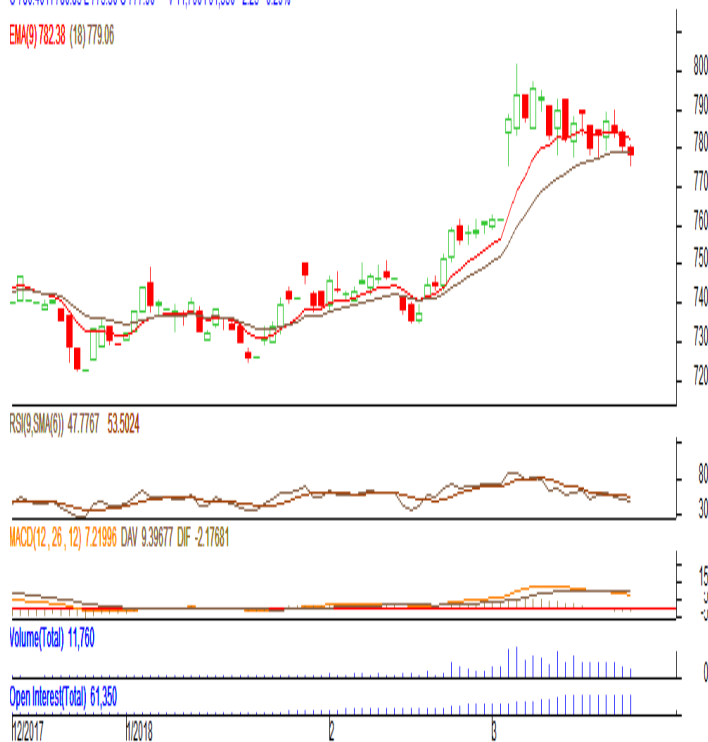 EMA(9) 782.38 (18) 779.06
800
790
780
770
760
750
740
730
720
RSI(9,SMA(6)) 47.7767 53.5024
80
30
MACD(12, 26, 12) 7.21996 DAV 9.39677 DIF -2.17681
15
Volume(Total) 11,760
0
Open Interest(Total) 61,350
12/2017 1/2018 2 3